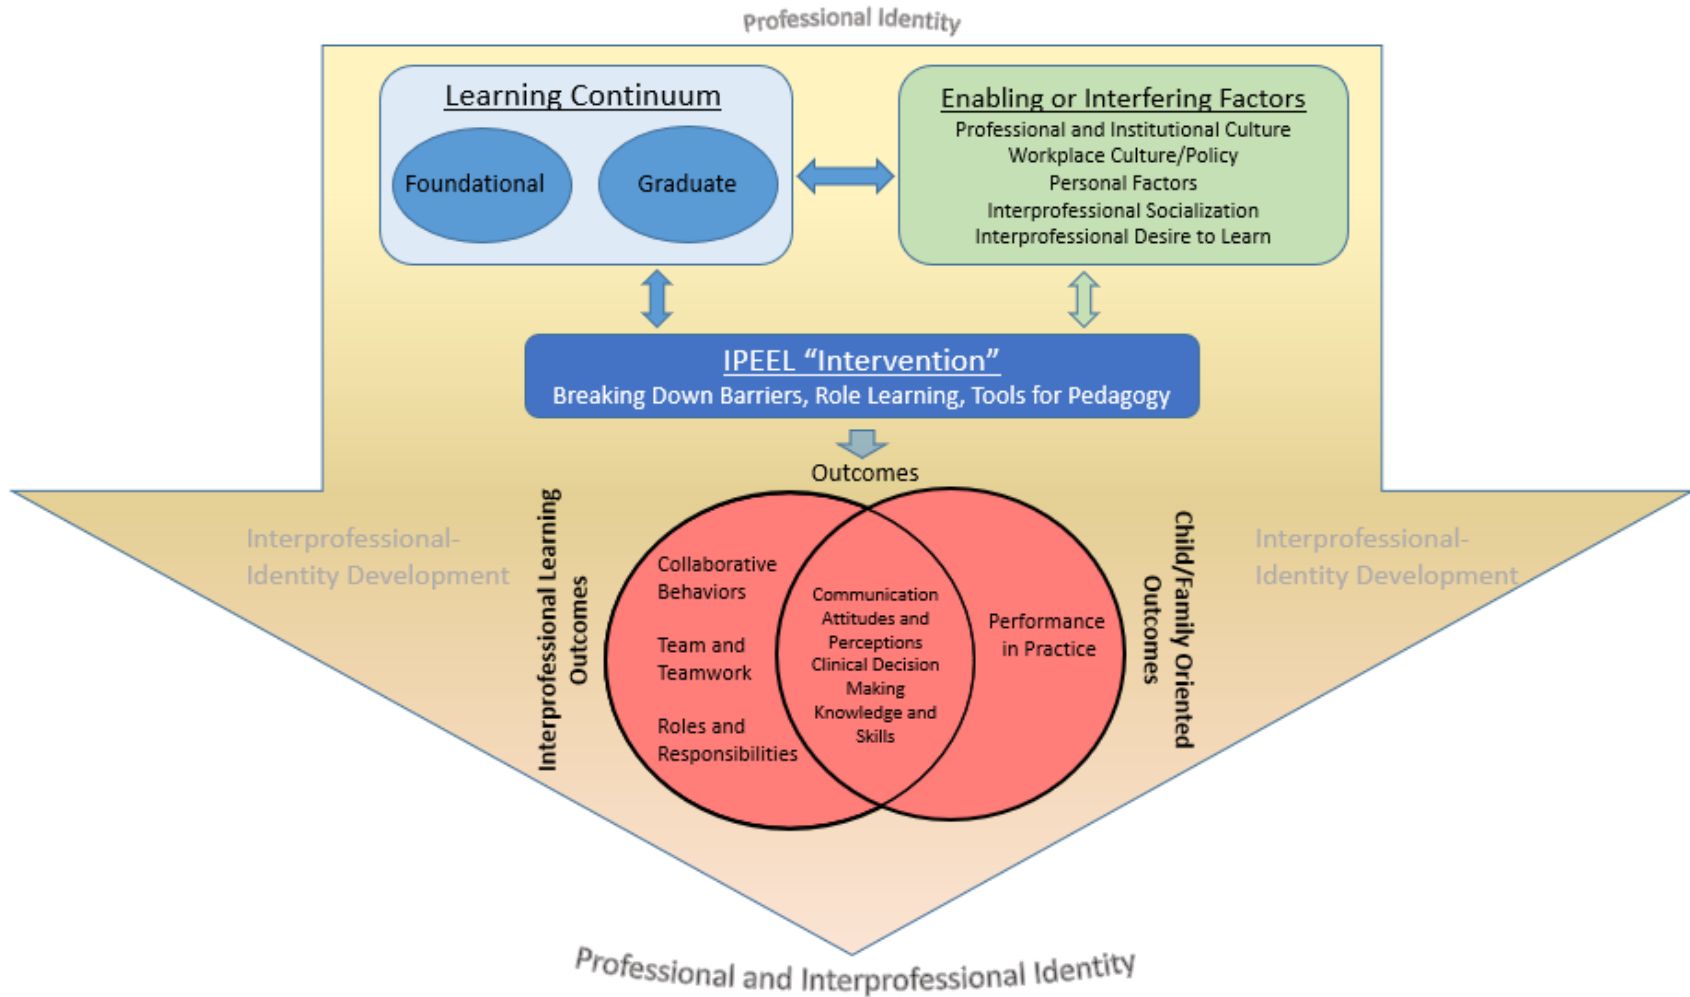 Professional Identity
Learning Continuum
Foundational
Graduate
Enabling or Interfering Factors
Professional and Institutional Culture
Workplace Culture/Policy
Personal Factors
Interprofessional Socialization
Interprofessional Desire to Learn
IPEEL “Intervention”
Breaking Down Barriers, Role Learning, Tools for Pedagogy
Outcomes
Interprofessional-
Identity Development
Interprofessional Learning
Outcomes
Collaborative
Behaviors
Team and
Teamwork
Roles and
Responsibilities
Communication
Attitudes and
Perceptions
Clinical Decision
Making
Knowledge and
Skills
Performance
in Practice
Child/Family Oriented
Outcomes
Interprofessional-
Identity Development
Professional and Interprofessional Identity